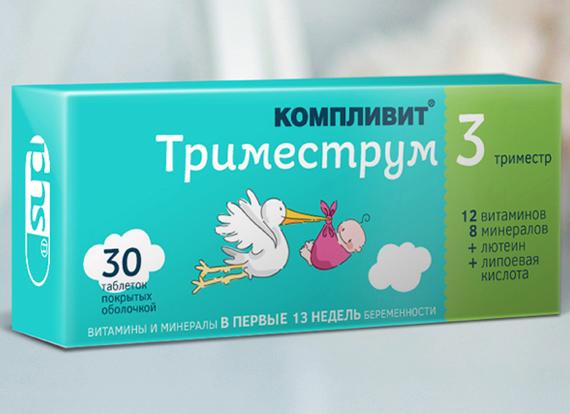 КОМПЛИВИТ®
Триместрум
3 триместр
12 витаминов
8 минералов
+ лютеин
+ липоевая
кислота
30
таблеток
покрытых
оболочкой
ВИТАМИНЫ И МИНЕРАЛЫ В ПЕРВЫЕ 13 НЕДЕЛЬ БЕРЕМЕННОСТИ